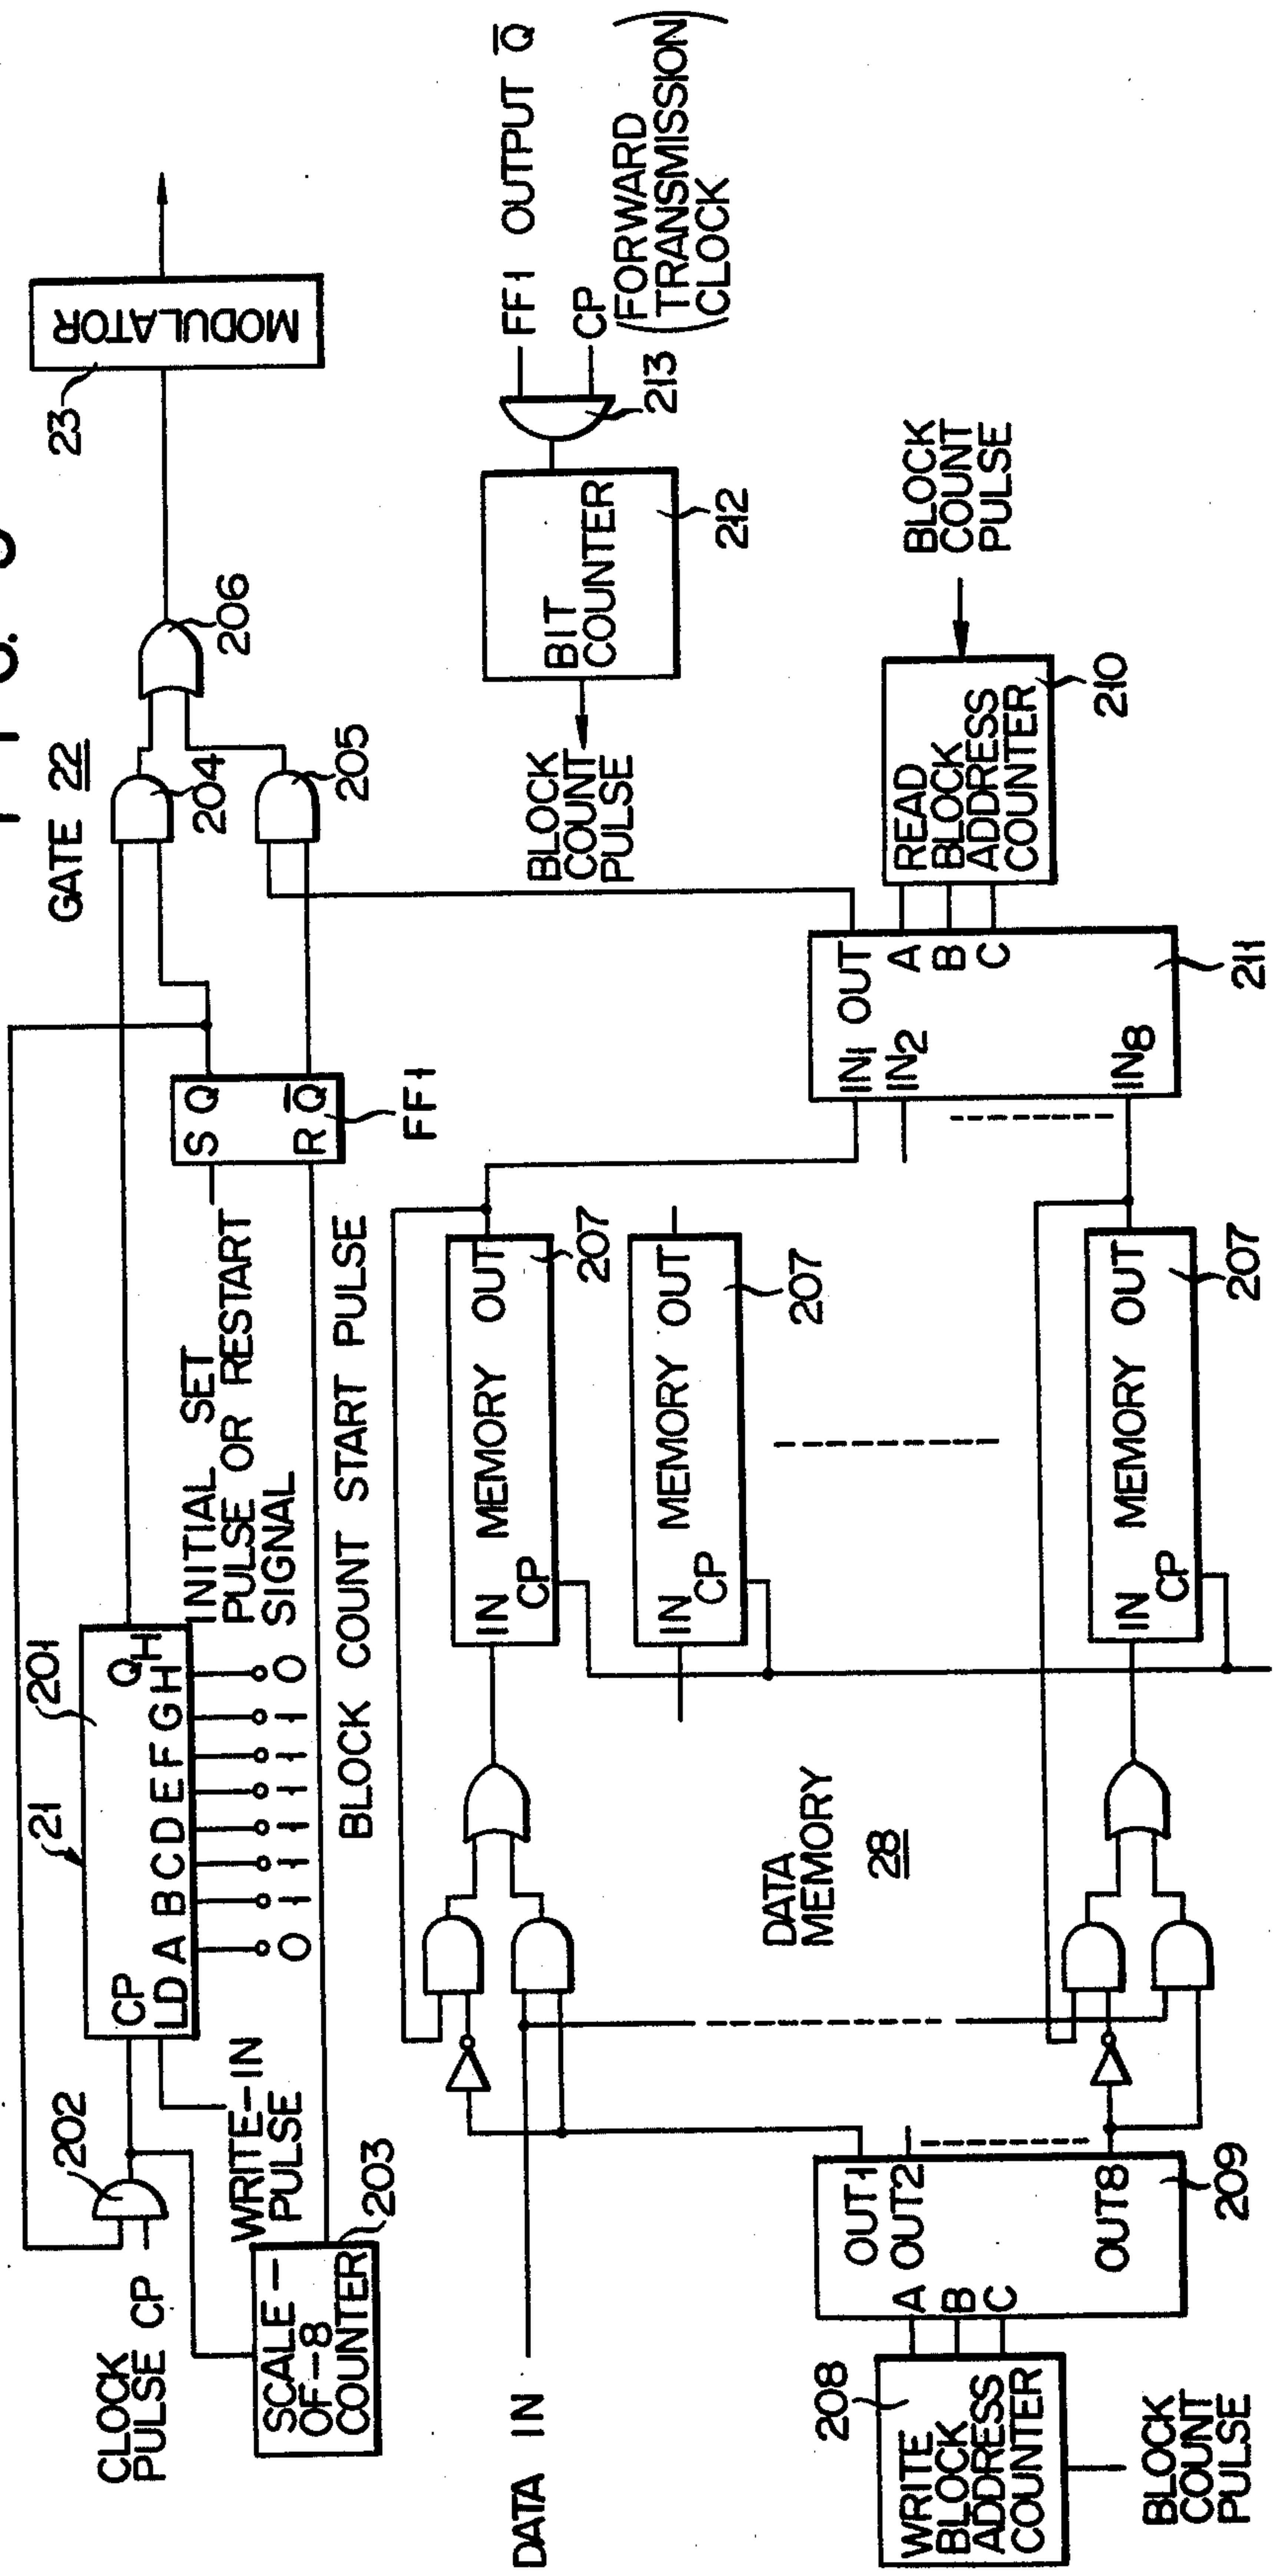 FIG. 
GATE 22
23
MODULATOR
206
204
205
21
201
202
CLOCK
PULSE CP
CP
LD A B C D E F G H
QH
0 1 1 1 1 1 1 0
WRITE-IN
PULSE
INITIAL SET
PULSE OR RESTART
SIGNAL
S Q
R Q̅
FF1
SCALE-
OF-8
COUNTER
203
BLOCK COUNT START PULSE
FF1 OUTPUT Q̅
CP
(FORWARD
TRANSMISSION
CLOCK)
213
BIT
COUNTER
212
BLOCK
COUNT
PULSE
DATA IN
IN MEMORY OUT
CP
207
IN MEMORY OUT
CP
207
DATA
MEMORY
28
IN MEMORY OUT
CP
207
WRITE
BLOCK
ADDRESS
COUNTER
208
BLOCK
COUNT
PULSE
A
B
C
OUT1
OUT2
OUT8
209
IN1 OUT
IN2
IN8
A
B
C
211
READ
BLOCK
ADDRESS
COUNTER
210
BLOCK
COUNT
PULSE